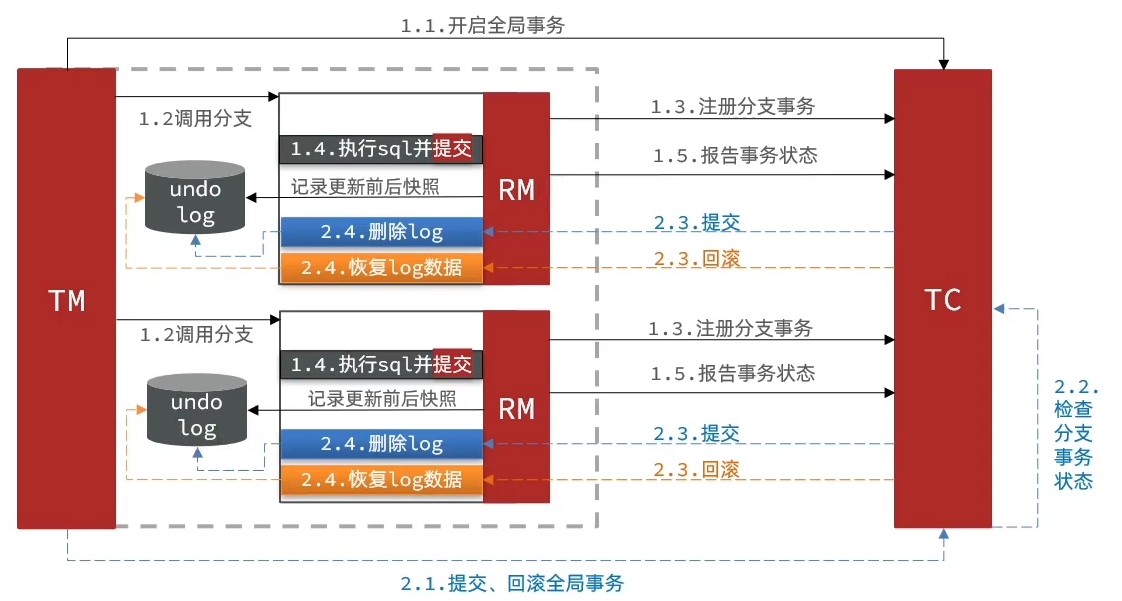 1.1.开启全局事务
TM
1.2调用分支
1.4.执行sql并提交
RM
1.3.注册分支事务
1.5.报告事务状态
undo
log
记录更新前后快照
2.4.删除log
2.3.提交
2.4.恢复log数据
2.3.回滚
TC
1.2调用分支
1.4.执行sql并提交
RM
1.3.注册分支事务
1.5.报告事务状态
undo
log
记录更新前后快照
2.4.删除log
2.3.提交
2.4.恢复log数据
2.3.回滚
2.2.
检查
分支
事务
状态
2.1.提交、回滚全局事务